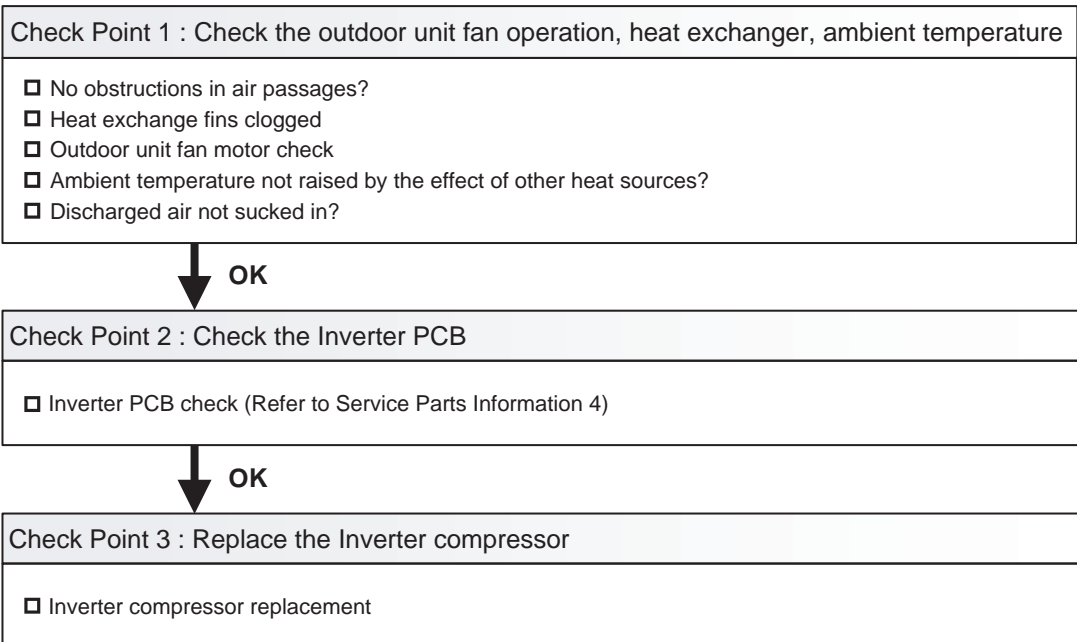 Check Point 1 : Check the outdoor unit fan operation, heat exchanger, ambient temperature
No obstructions in air passages?
Heat exchange fins clogged
Outdoor unit fan motor check
Ambient temperature not raised by the effect of other heat sources?
Discharged air not sucked in?
OK
Check Point 2 : Check the Inverter PCB
Inverter PCB check (Refer to Service Parts Information 4)
OK
Check Point 3 : Replace the Inverter compressor
Inverter compressor replacement